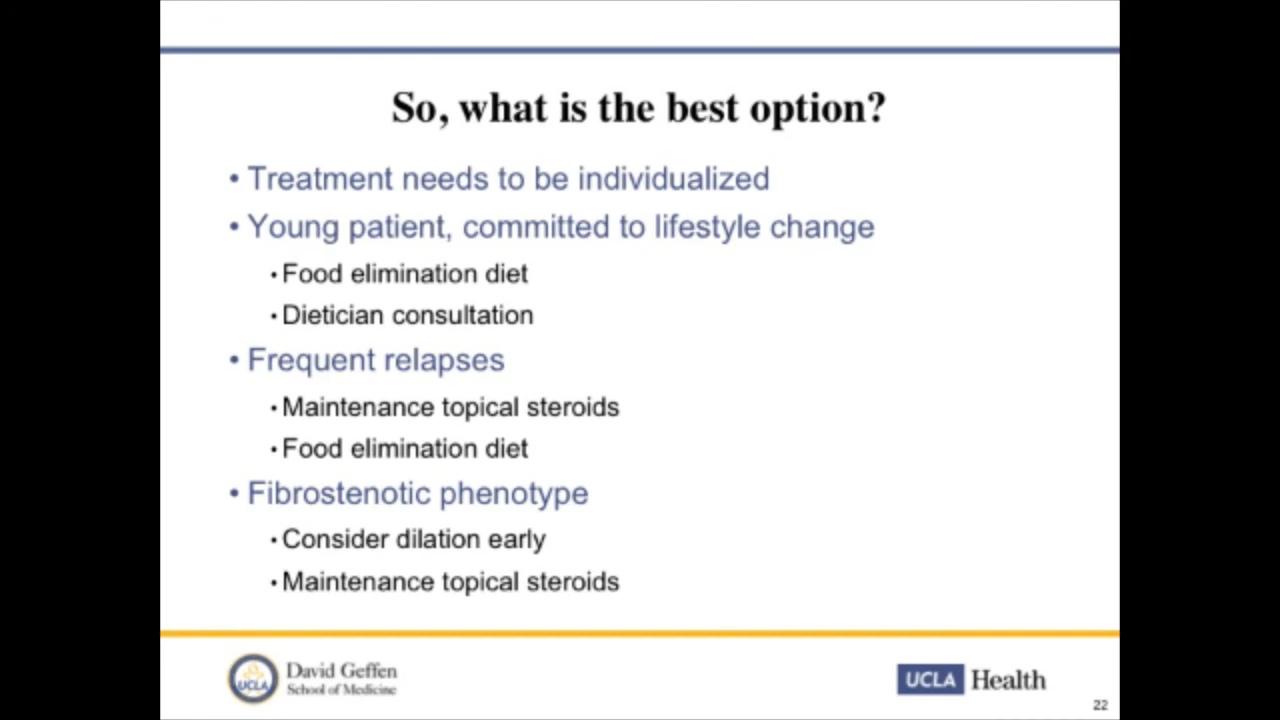 So, what is the best option?
• Treatment needs to be individualized
• Young patient, committed to lifestyle change
• Food elimination diet
• Dietician consultation
• Frequent relapses
• Maintenance topical steroids
• Food elimination diet
• Fibrostenotic phenotype
• Consider dilation early
• Maintenance topical steroids
UCLA
David Geffen
School of Medicine
UCLA Health
22